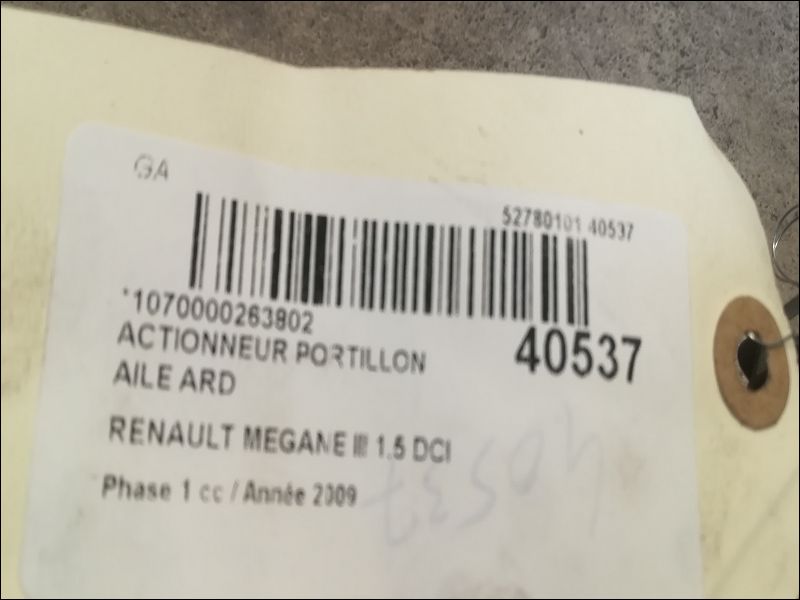 GA
52780101 40537
*1070000263802
40537
ACTIONNEUR PORTILLON
AILE ARD
RENAULT MEGANE III 1.5 DCI
Phase 1 cc / Année 2009
40537